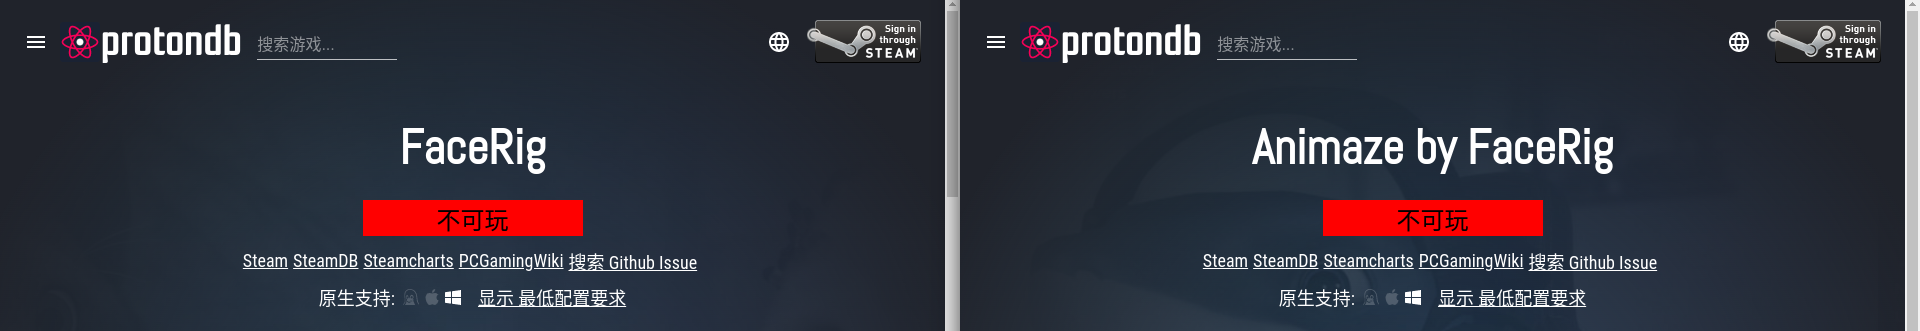 protondb 搜索游戏... Sign in through STEAM
FaceRig
不可玩
Steam SteamDB Steamcharts PCGamingWiki 搜索 Github Issue
原生支持: 显示 最低配置要求
protondb 搜索游戏... Sign in through STEAM
Animaze by FaceRig
不可玩
Steam SteamDB Steamcharts PCGamingWiki 搜索 Github Issue
原生支持: 显示 最低配置要求